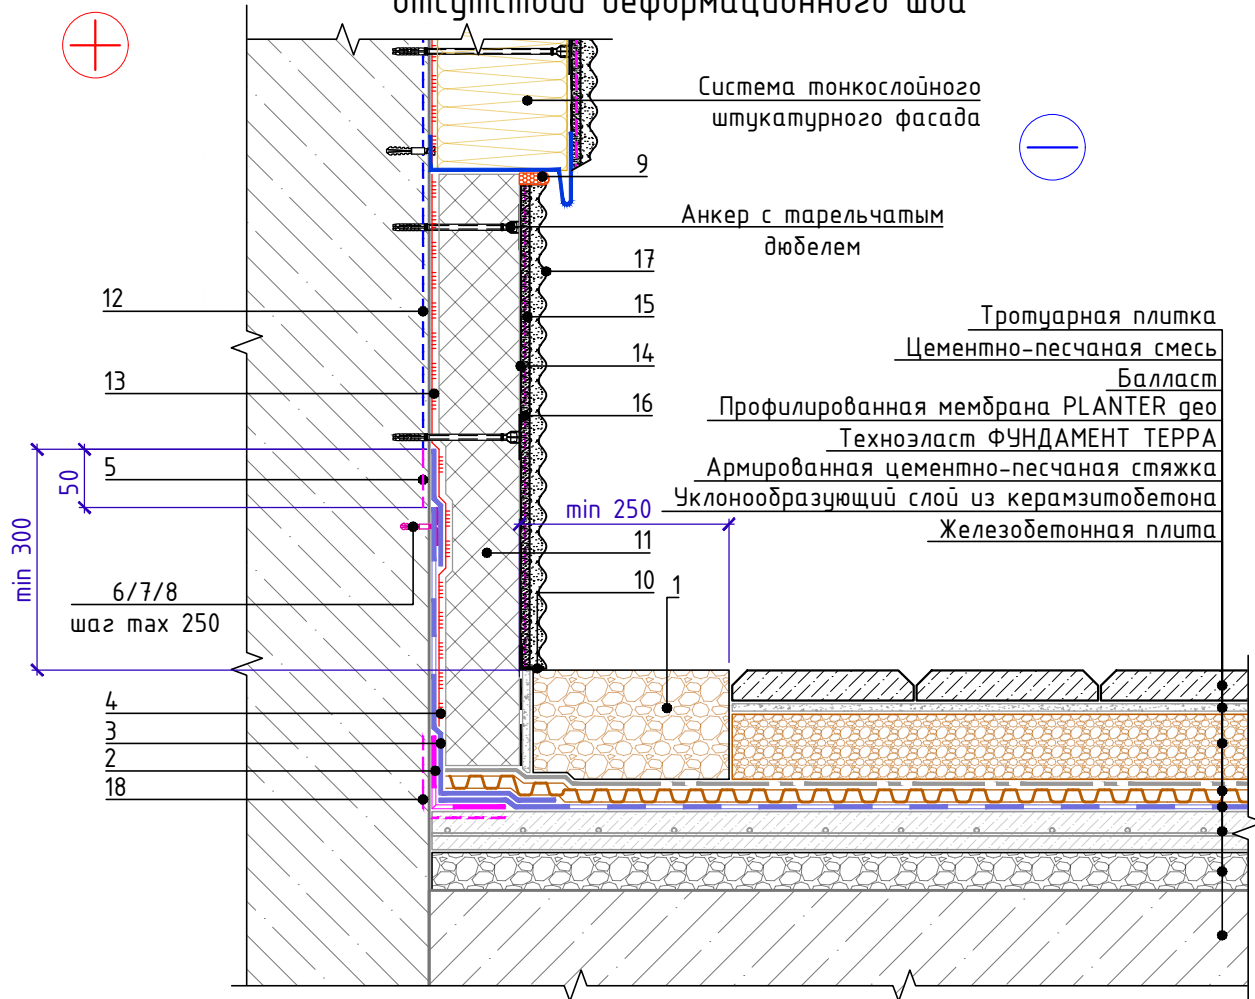 отсутствии деформационного шва
Система тонкослойного
штукатурного фасада
9
Анкер с тарельчатым
дюбелем
17
12
15
14
13
16
5
50
min 300
6/7/8
шаг max 250
min 250
11
10
1
Тротуарная плитка
Цементно-песчаная смесь
Балласт
Профилированная мембрана PLANTER geo
Техноэласт ФУНДАМЕНТ ТЕРРА
Армированная цементно-песчаная стяжка
Уклонообразующий слой из керамзитобетона
Железобетонная плита
4
3
2
18